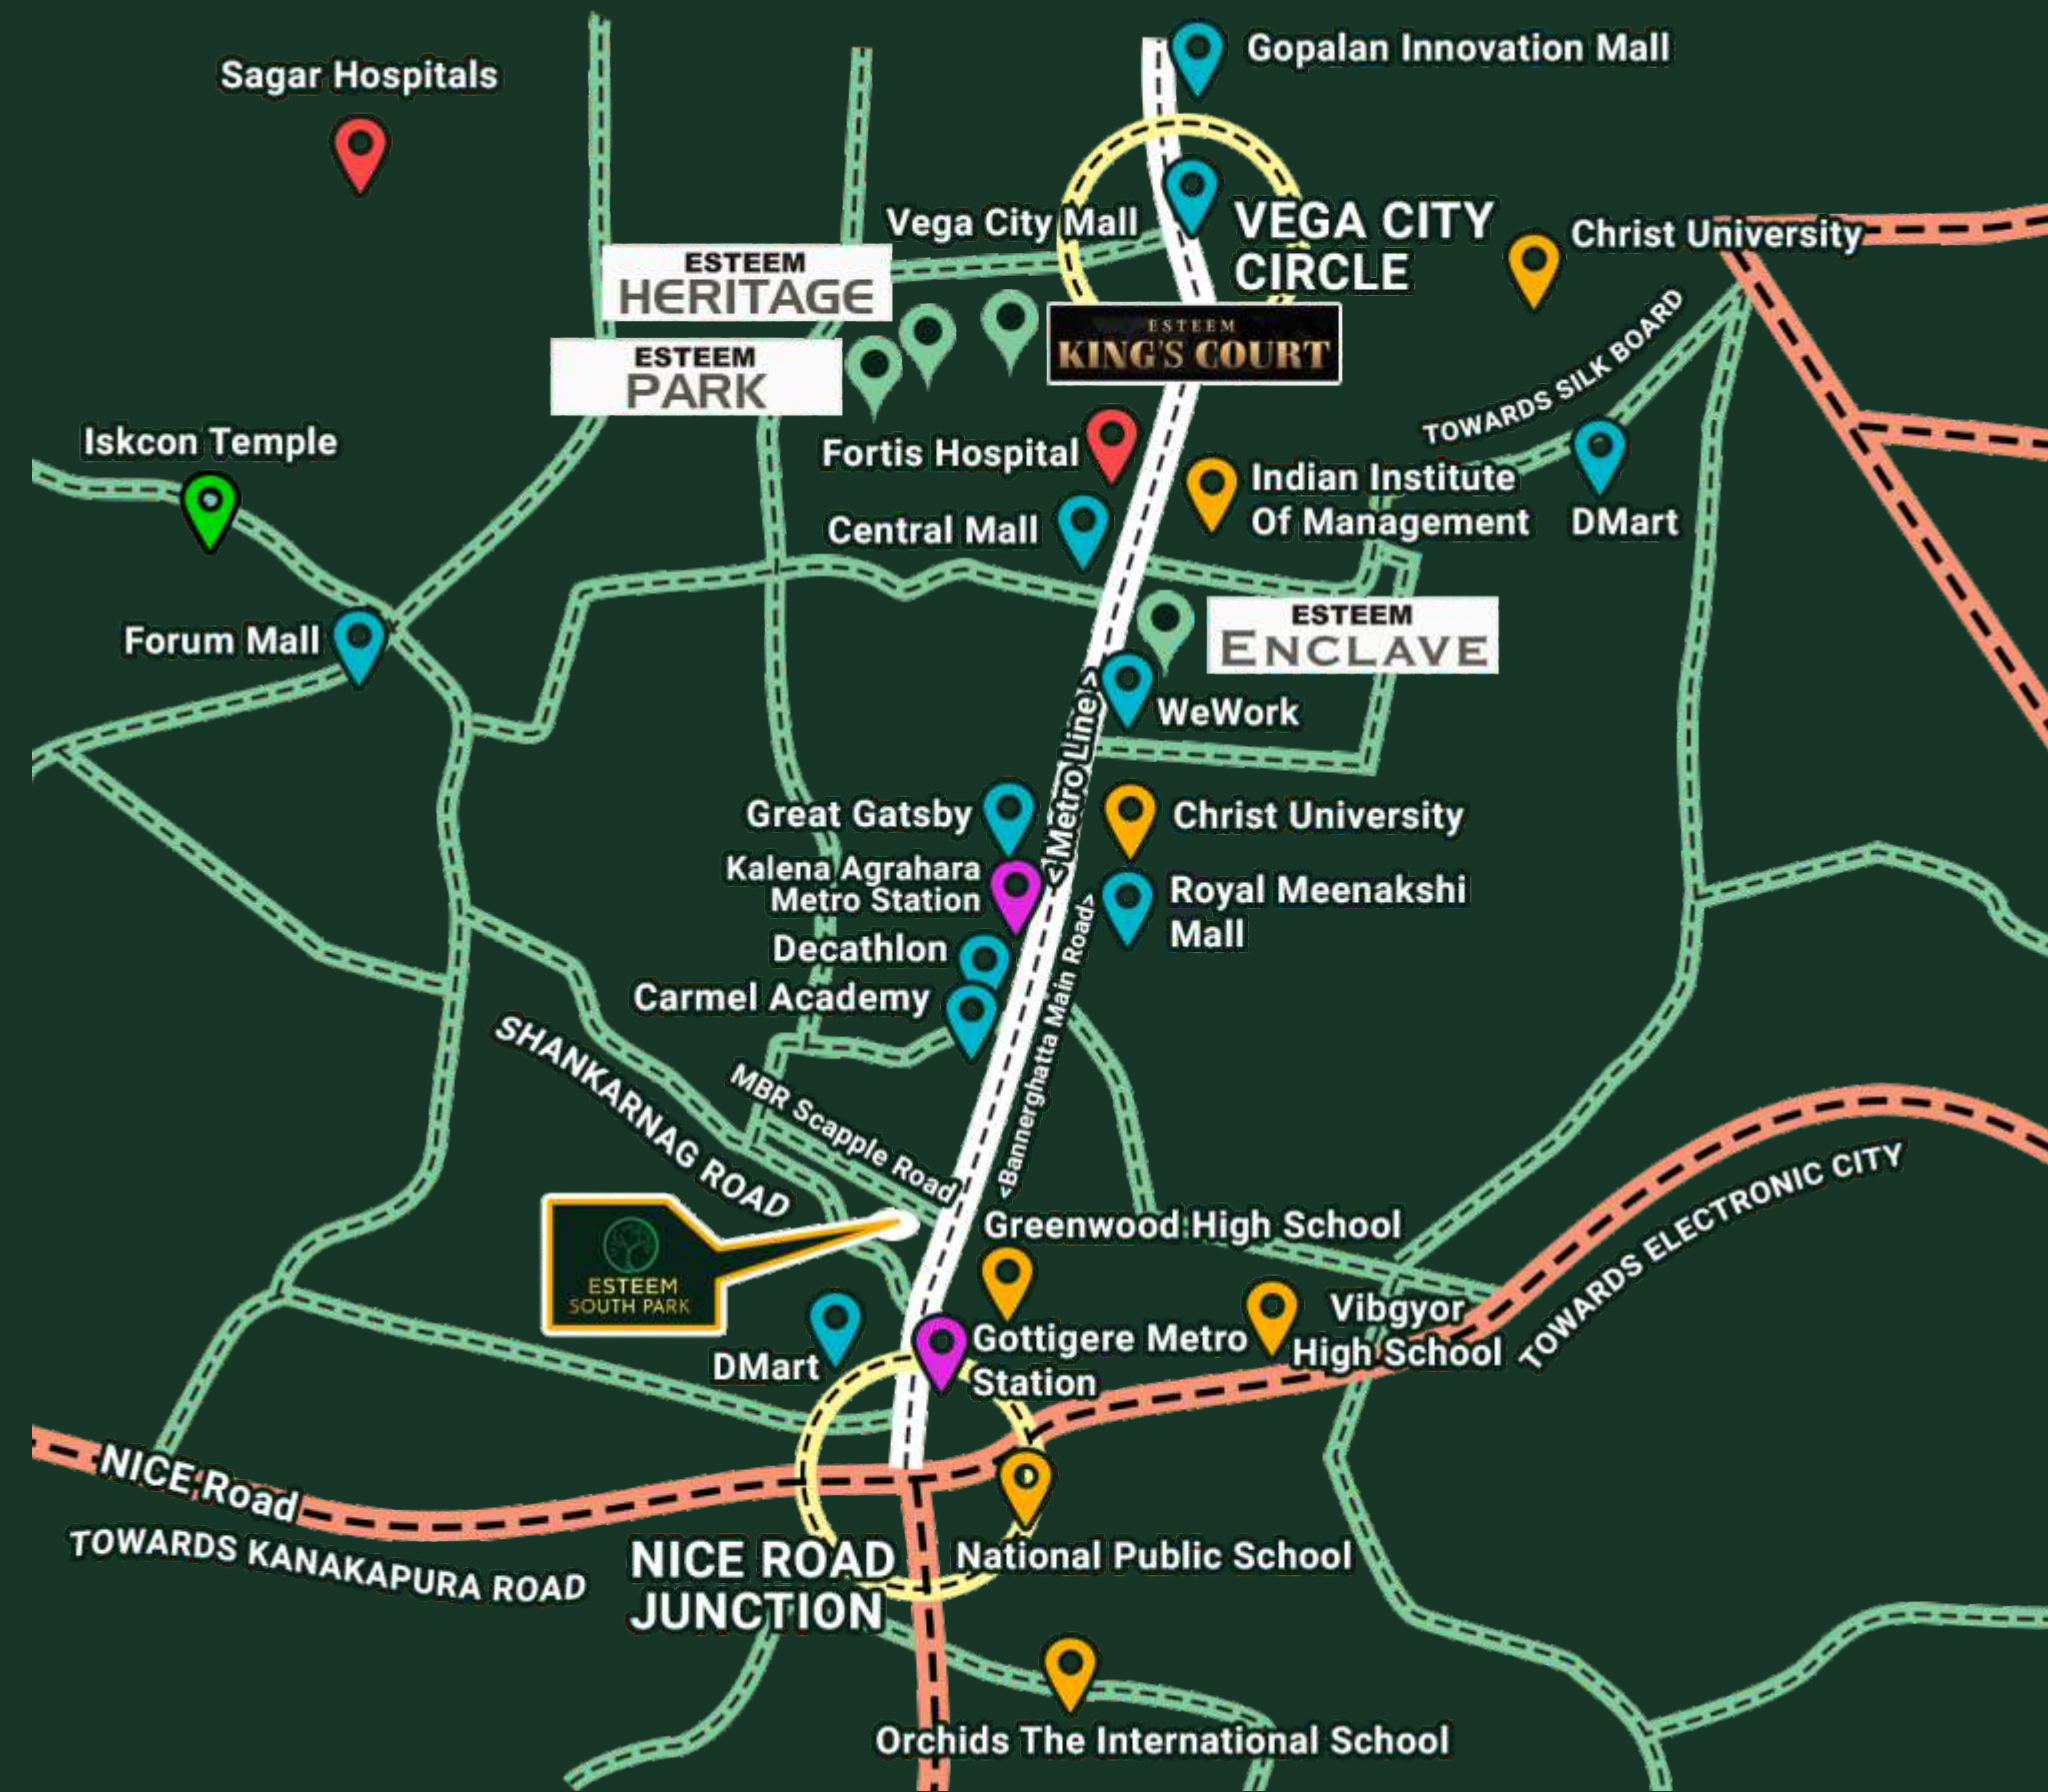 Gopalan Innovation Mall
Sagar Hospitals
Vega City Mall
VEGA CITY
CIRCLE
Christ University
ESTEEM
HERITAGE
ESTEEM
KING'S COURT
ESTEEM
PARK
TOWARDS SILK BOARD
Iskcon Temple
Fortis Hospital
Indian Institute
Of Management
DMart
Central Mall
Forum Mall
ESTEEM
ENCLAVE
WeWork
<Metro Line>
Great Gatsby
Christ University
Kalena Agrahara
Metro Station
Royal Meenakshi
Mall
Decathlon
Carmel Academy
<Bannerghatta Main Road>
SHANKARNAG ROAD
MBR Scapple Road
Greenwood High School
ESTEEM
SOUTH PARK
TOWARDS ELECTRONIC CITY
Vibgyor
High School
Gottigere Metro
Station
DMart
NICE Road
TOWARDS KANAKAPURA ROAD
NICE ROAD
JUNCTION
National Public School
Orchids The International School